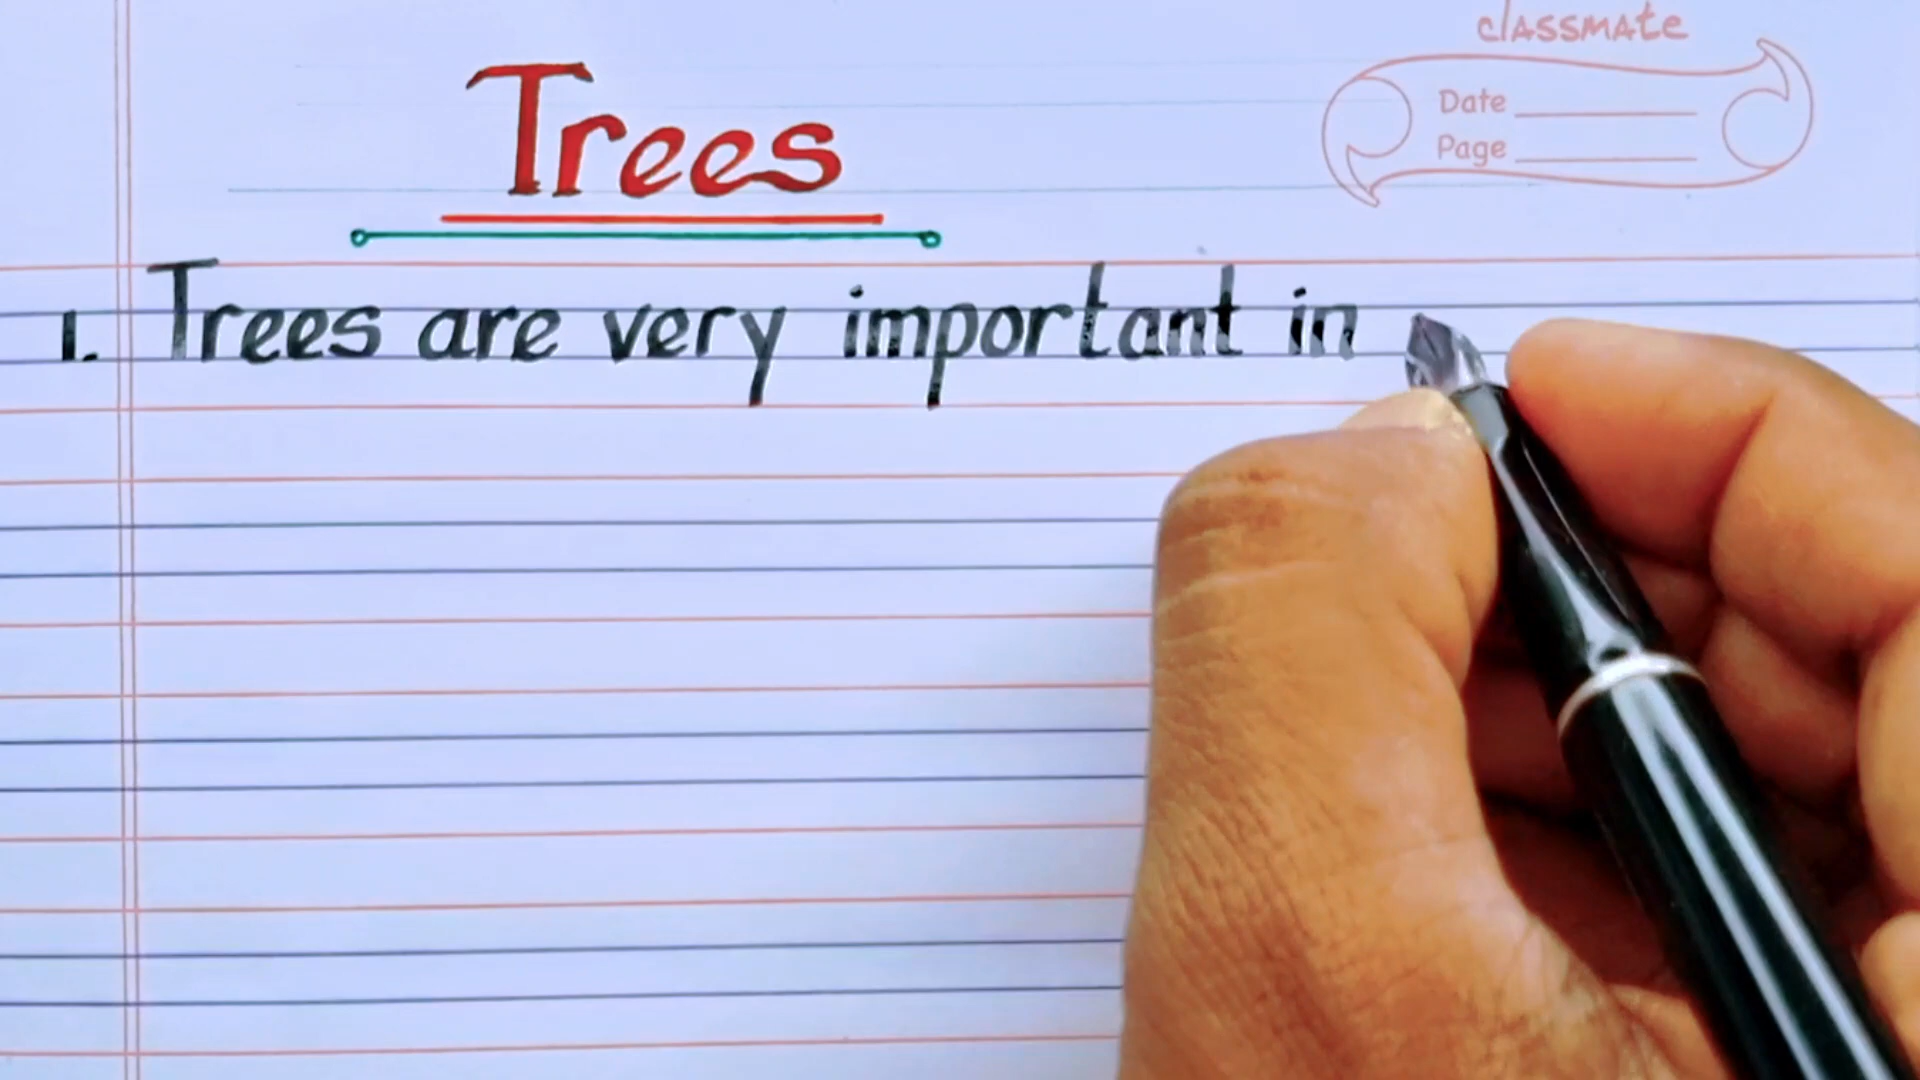 classmate
Date
Page
Trees
1. Trees are very important in